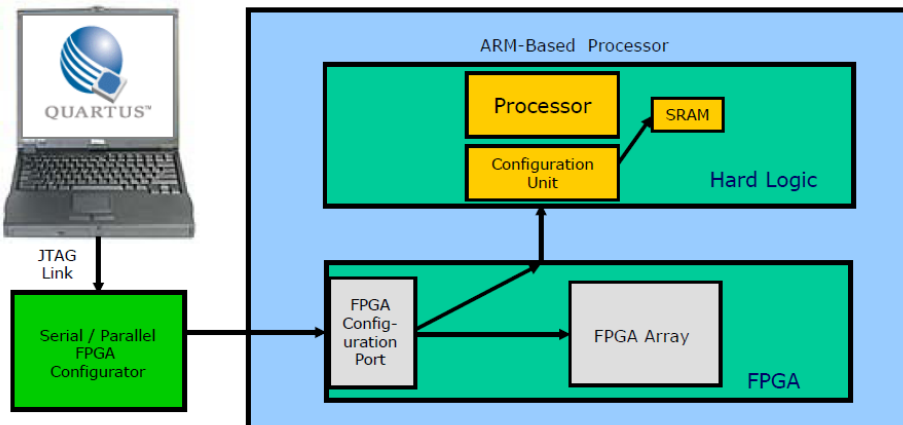 QUARTUS™
JTAG
Link
Serial / Parallel
FPGA
Configurator
ARM-Based Processor
Processor
SRAM
Configuration
Unit
Hard Logic
FPGA
Config-
uration
Port
FPGA Array
FPGA